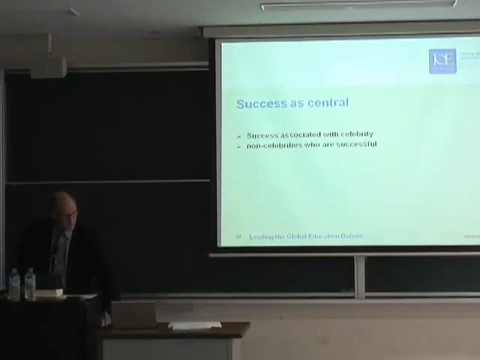 IOE
Success as central
Success associated with celebrity
non-celebrities who are successful
Leading the Global Education Debate